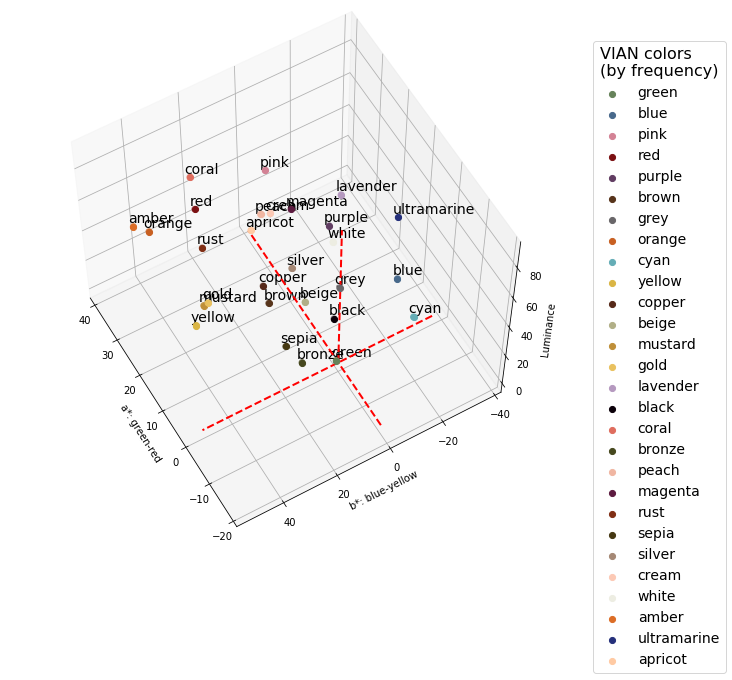 coral
pink
lavender
red
peach
cream
magenta
ultramarine
amber
orange
apricot
purple
white
rust
silver
grey
blue
copper
gold
mustard
brown
beige
yellow
black
cyan
sepia
bronze
green
40
30
20
10
0
−10
−20
a*: green-red
40
20
0
−20
−40
b*: blue-yellow
0
20
40
60
80
Luminance
VIAN colors
(by frequency)
green
blue
pink
red
purple
brown
grey
orange
cyan
yellow
copper
beige
mustard
gold
lavender
black
coral
bronze
peach
magenta
rust
sepia
silver
cream
white
amber
ultramarine
apricot